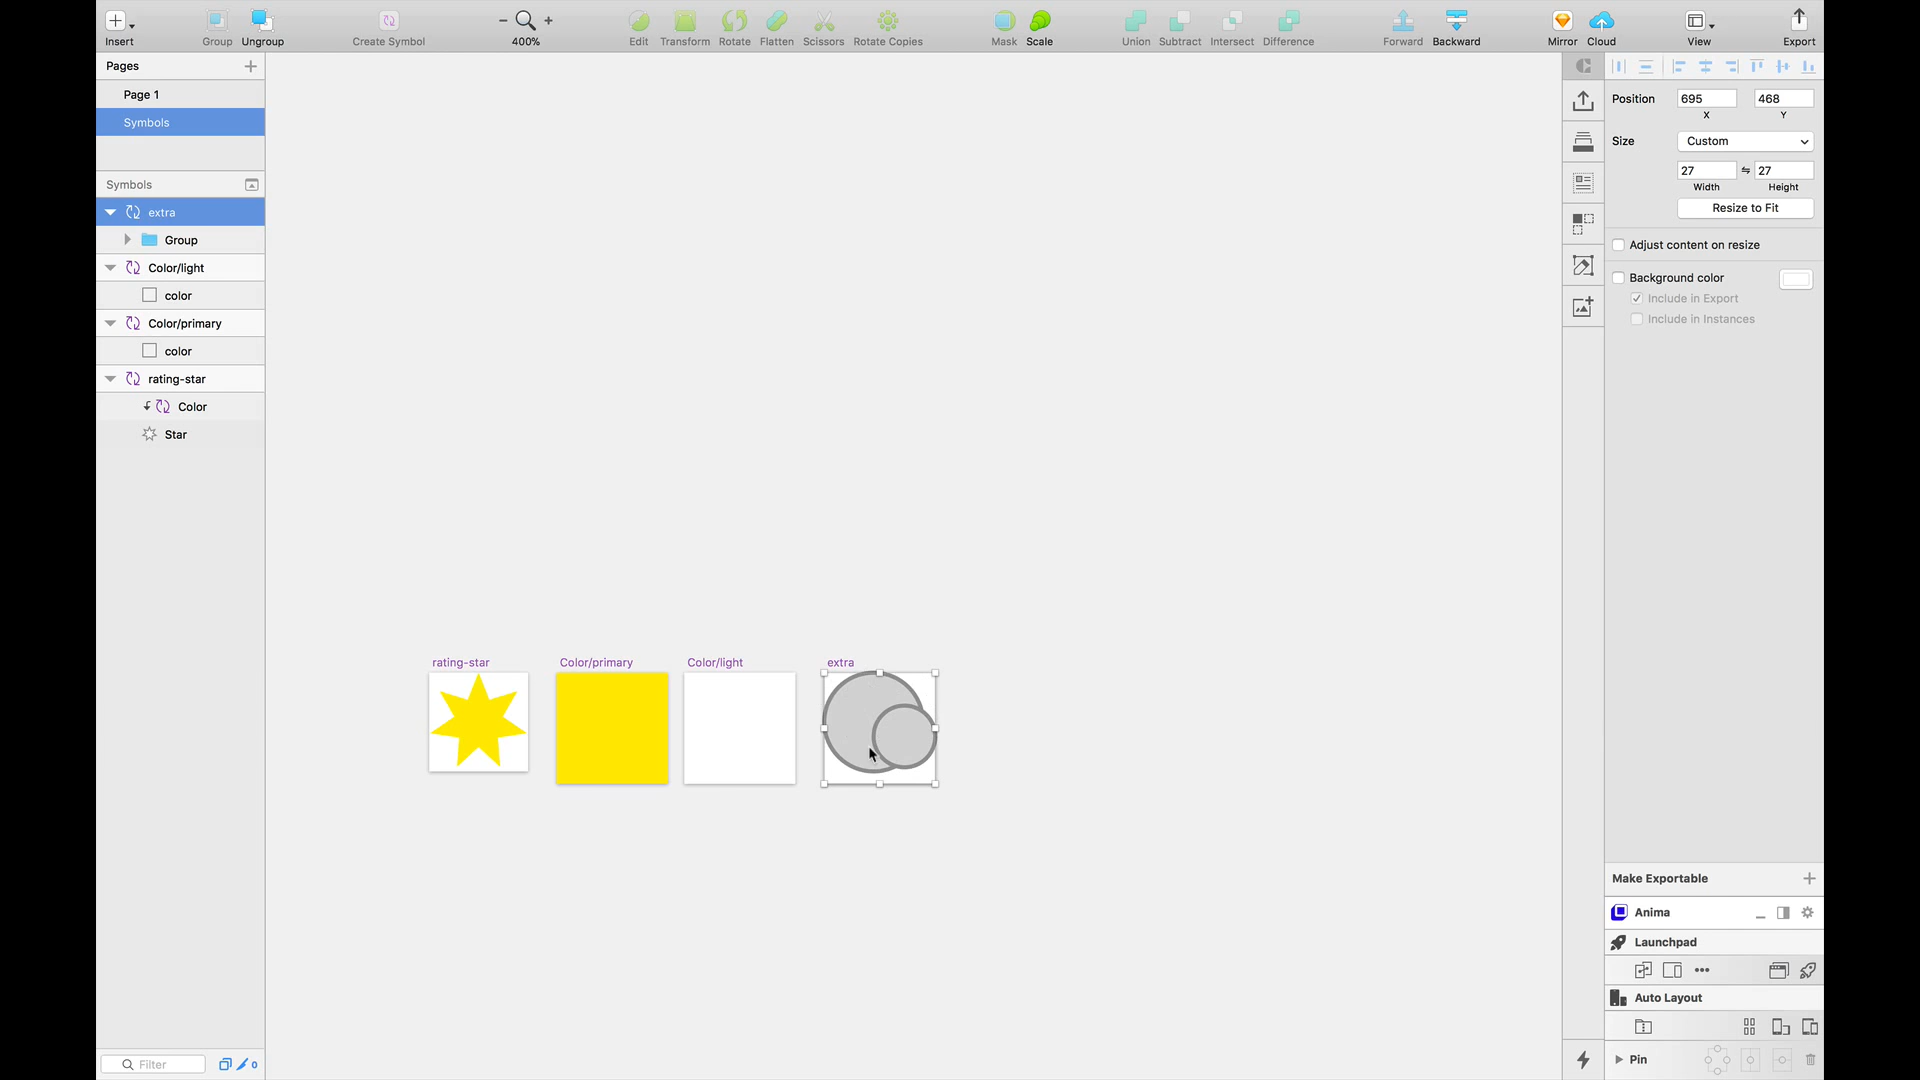 Insert
Group
Ungroup
Create Symbol
400%
Edit
Transform
Rotate
Flatten
Scissors
Rotate Copies
Mask
Scale
Union
Subtract
Intersect
Difference
Forward
Backward
Mirror
Cloud
View
Export
Pages
Page 1
Symbols
Symbols
extra
Group
Color/light
color
Color/primary
color
rating-star
Color
Star
Filter
0
rating-star
Color/primary
Color/light
extra
Position
695
468
X
Y
Size
Custom
27
27
Width
Height
Resize to Fit
Adjust content on resize
Background color
Include in Export
Include in Instances
Make Exportable
Anima
Launchpad
Auto Layout
Pin